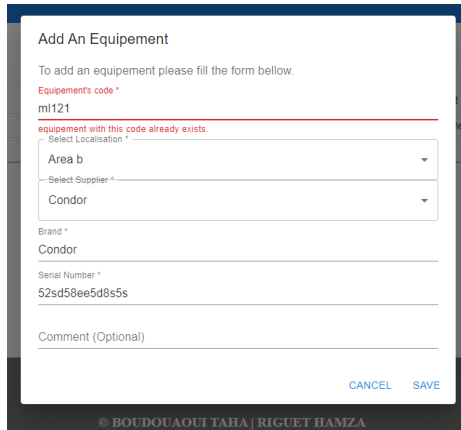 Add An Equipement
To add an equipement please fill the form bellow.
Equipement's code *
ml121
equipement with this code already exists.
Select Localisation *
Area b
Select Supplier *
Condor
Brand *
Condor
Serial Number *
52sd58ee5d8s5s
Comment (Optional)
CANCEL SAVE
© BOUDOUAOUI TAHA | RIGUET HAMZA